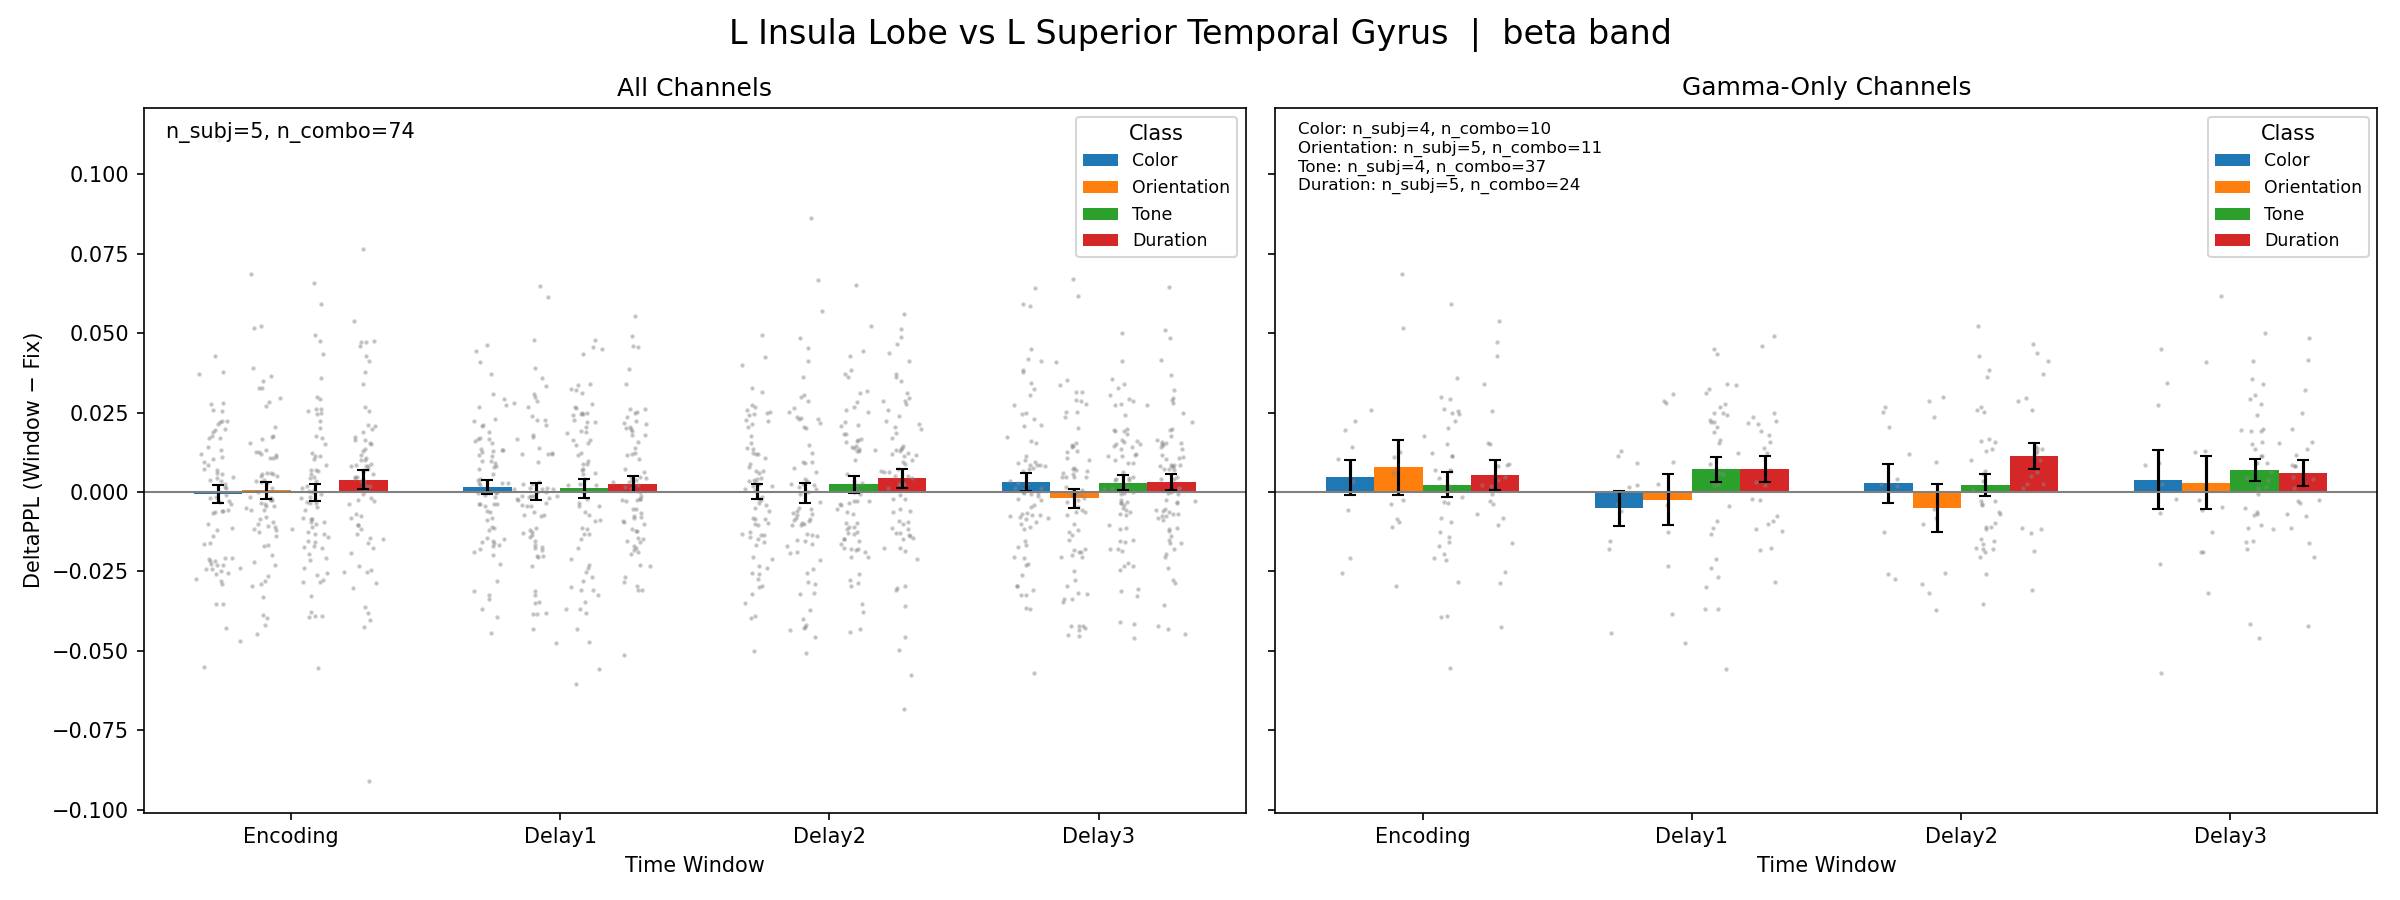 L Insula Lobe vs L Superior Temporal Gyrus | beta band
All Channels
n_subj=5, n_combo=74
Class
Color
Orientation
Tone
Duration
DeltaPPL (Window − Fix)
0.100
0.075
0.050
0.025
0.000
−0.025
−0.050
−0.075
−0.100
Encoding
Delay1
Delay2
Delay3
Time Window
Gamma-Only Channels
Color: n_subj=4, n_combo=10
Orientation: n_subj=5, n_combo=11
Tone: n_subj=4, n_combo=37
Duration: n_subj=5, n_combo=24
Class
Color
Orientation
Tone
Duration
Encoding
Delay1
Delay2
Delay3
Time Window